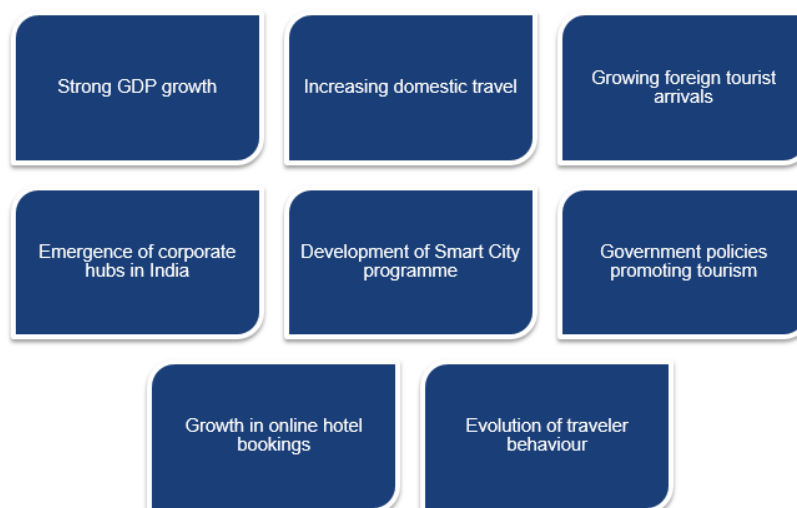 Strong GDP growth
Increasing domestic travel
Growing foreign tourist
arrivals
Emergence of corporate
hubs in India
Development of Smart City
programme
Government policies
promoting tourism
Growth in online hotel
bookings
Evolution of traveler
behaviour